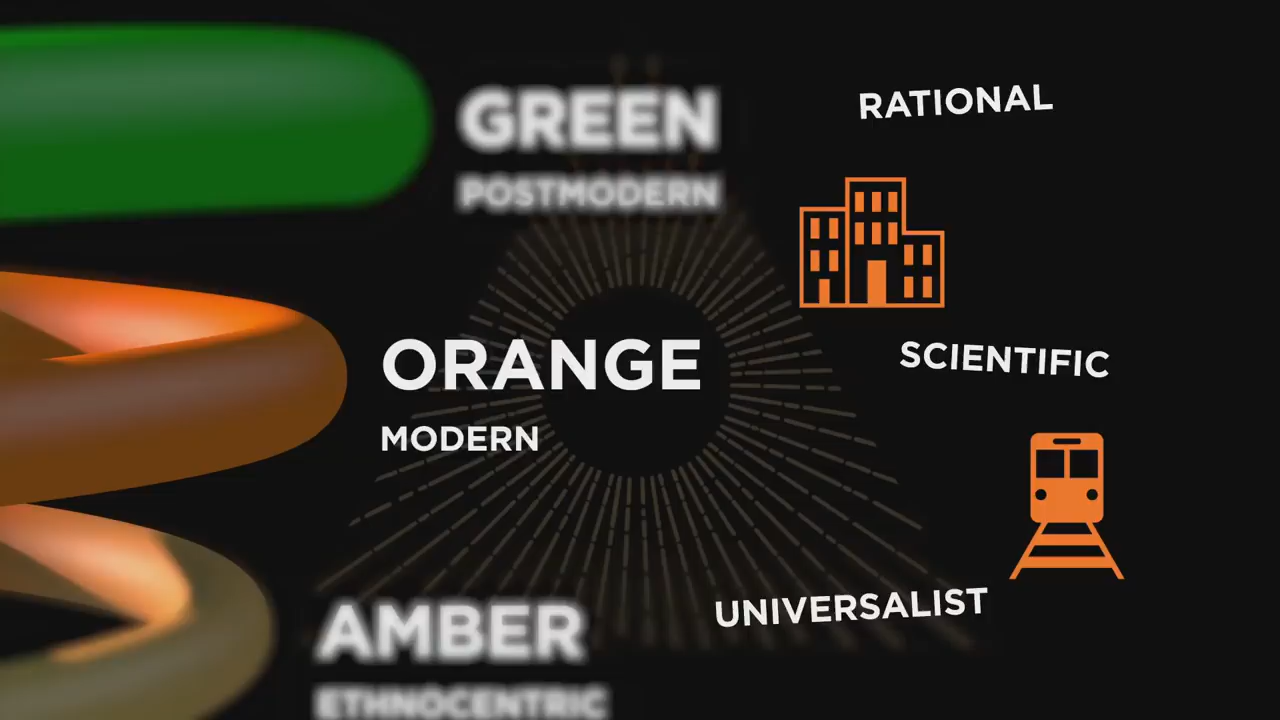 GREEN
POSTMODERN
RATIONAL
ORANGE
MODERN
SCIENTIFIC
UNIVERSALIST
AMBER
ETHNOCENTRIC